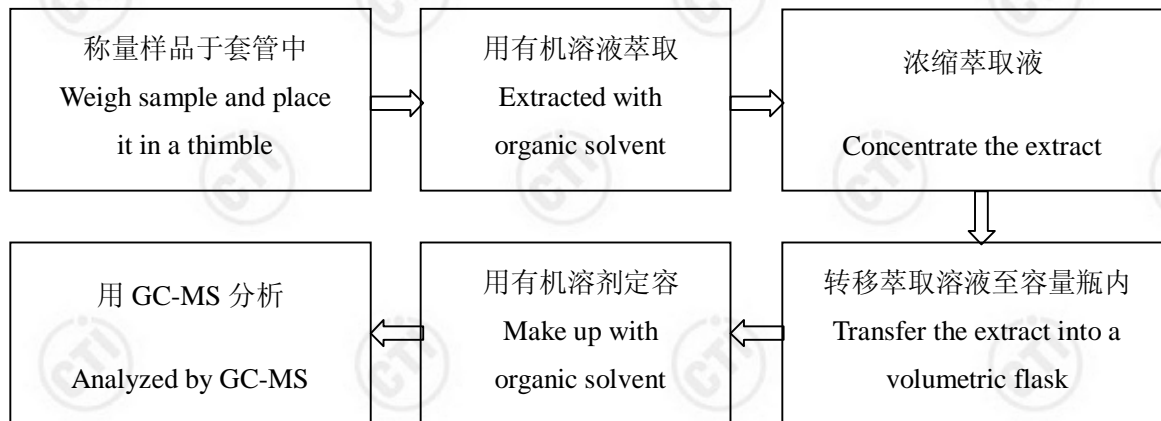 称量样品于套管中
Weigh sample and place
it in a thimble
用有机溶液萃取
Extracted with
organic solvent
浓缩萃取液
Concentrate the extract
转移萃取溶液至容量瓶内
Transfer the extract into a
volumetric flask
用有机溶剂定容
Make up with
organic solvent
用 GC-MS 分析
Analyzed by GC-MS